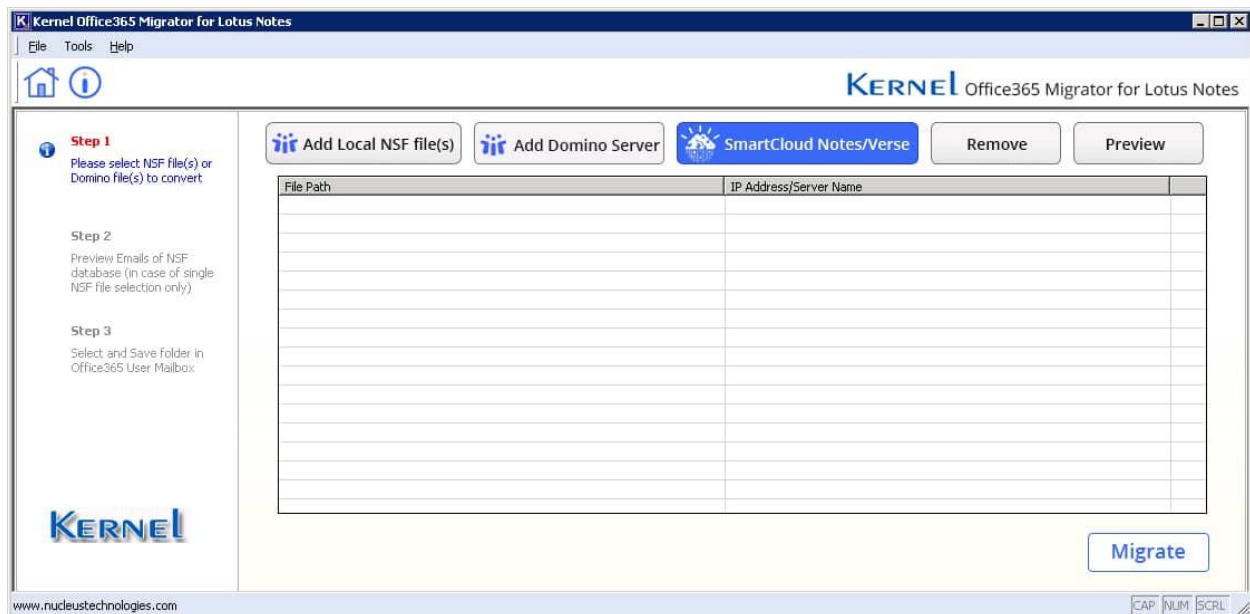 Kernel Office365 Migrator for Lotus Notes
File Tools Help
KERNEL Office365 Migrator for Lotus Notes
Step 1
Please select NSF file(s) or
Domino file(s) to convert
Step 2
Preview Emails of NSF
database (in case of single
NSF file selection only)
Step 3
Select and Save folder in
Office365 User Mailbox
KERNEL
Add Local NSF file(s) Add Domino Server SmartCloud Notes/Verse Remove Preview
File Path IP Address/Server Name
Migrate
www.nucleustechnologies.com CAP NUM SCRL